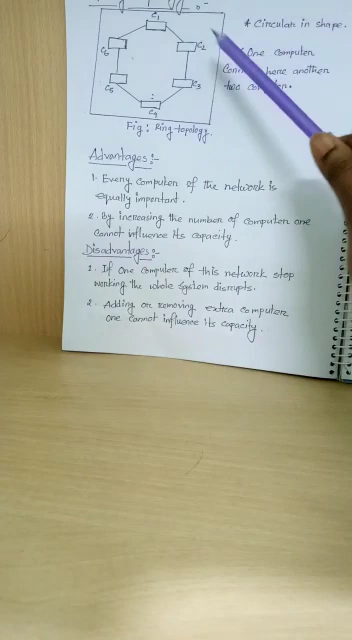 C1
* Circular in shape.
C6
C2
One computer
connect here another
two computer.
C5
C3
C4
Fig: Ring topology.
Advantages:-
1. Every computer of the network is
equally important.
2. By increasing the number of computer one
cannot influence its capacity.
Disadvantages:-
1. If one computer of this network stop
working the whole system disrupts.
2. Adding or removing extra computer
one cannot influence its capacity.